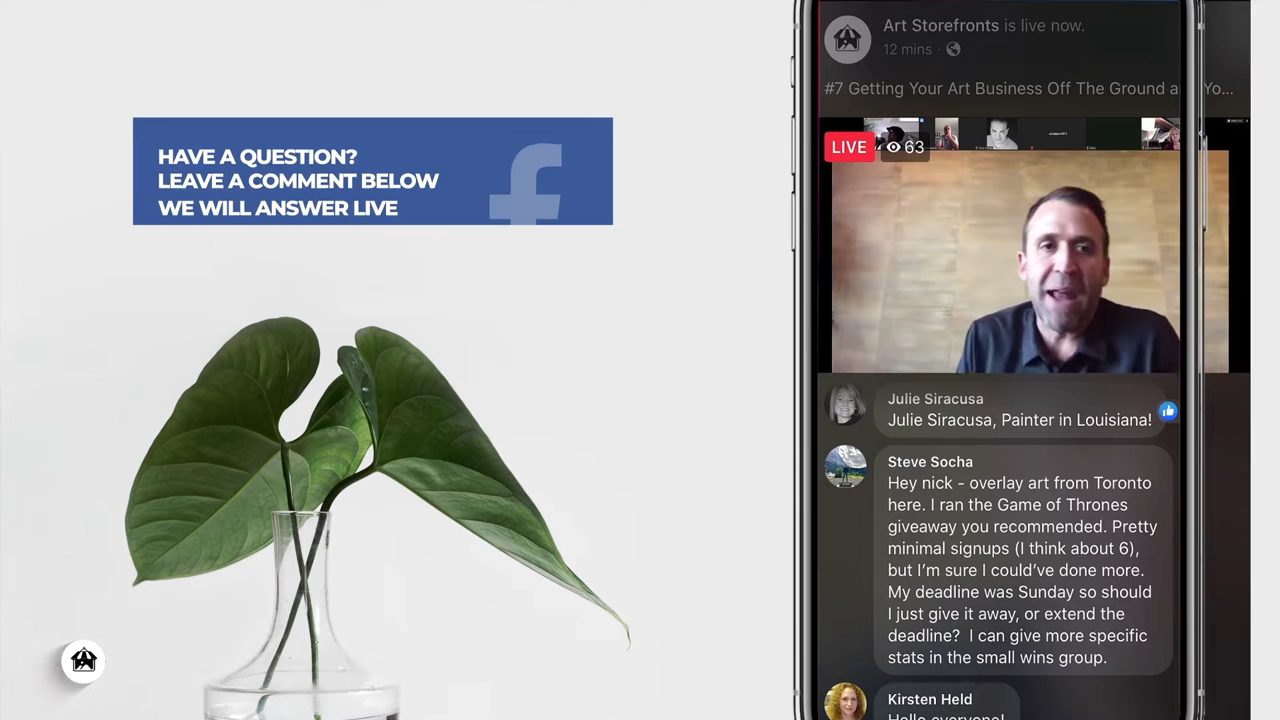 HAVE A QUESTION?
LEAVE A COMMENT BELOW
WE WILL ANSWER LIVE
Art Storefronts is live now.
12 mins ·
#7 Getting Your Art Business Off The Ground a Yo...
LIVE 63
Julie Siracusa
Julie Siracusa, Painter in Louisiana!
Steve Socha
Hey nick - overlay art from Toronto
here. I ran the Game of Thrones
giveaway you recommended. Pretty
minimal signups (I think about 6),
but I'm sure I could've done more.
My deadline was Sunday so should
I just give it away, or extend the
deadline? I can give more specific
stats in the small wins group.
Kirsten Held
Hello everyone!